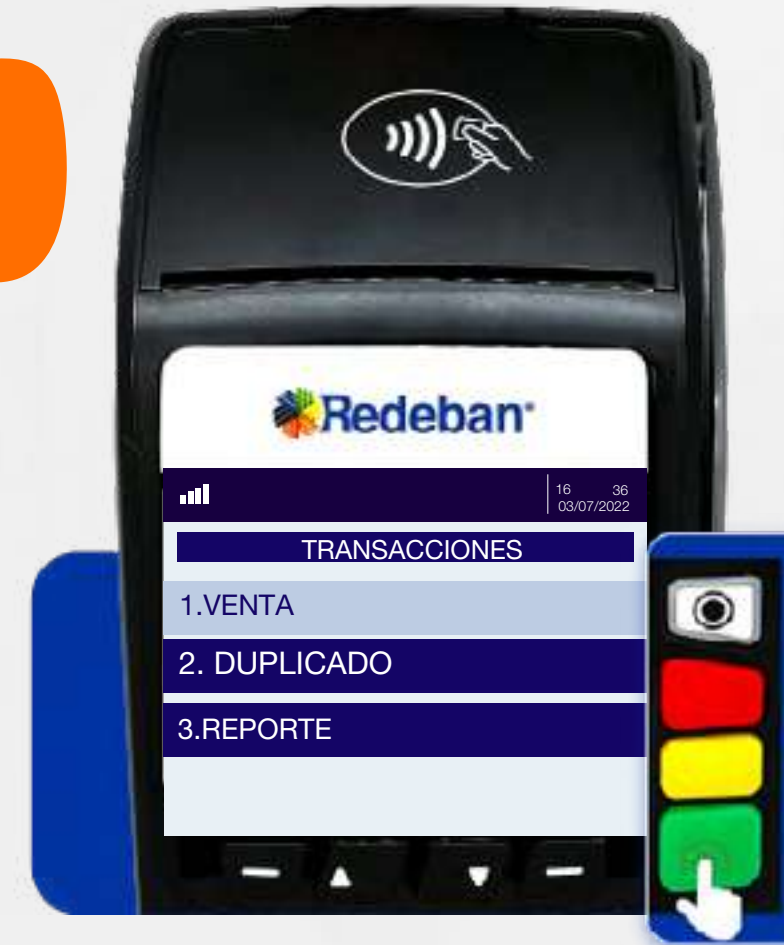 Redeban
16 36
03/07/2022
TRANSACCIONES
1.VENTA
2. DUPLICADO
3.REPORTE